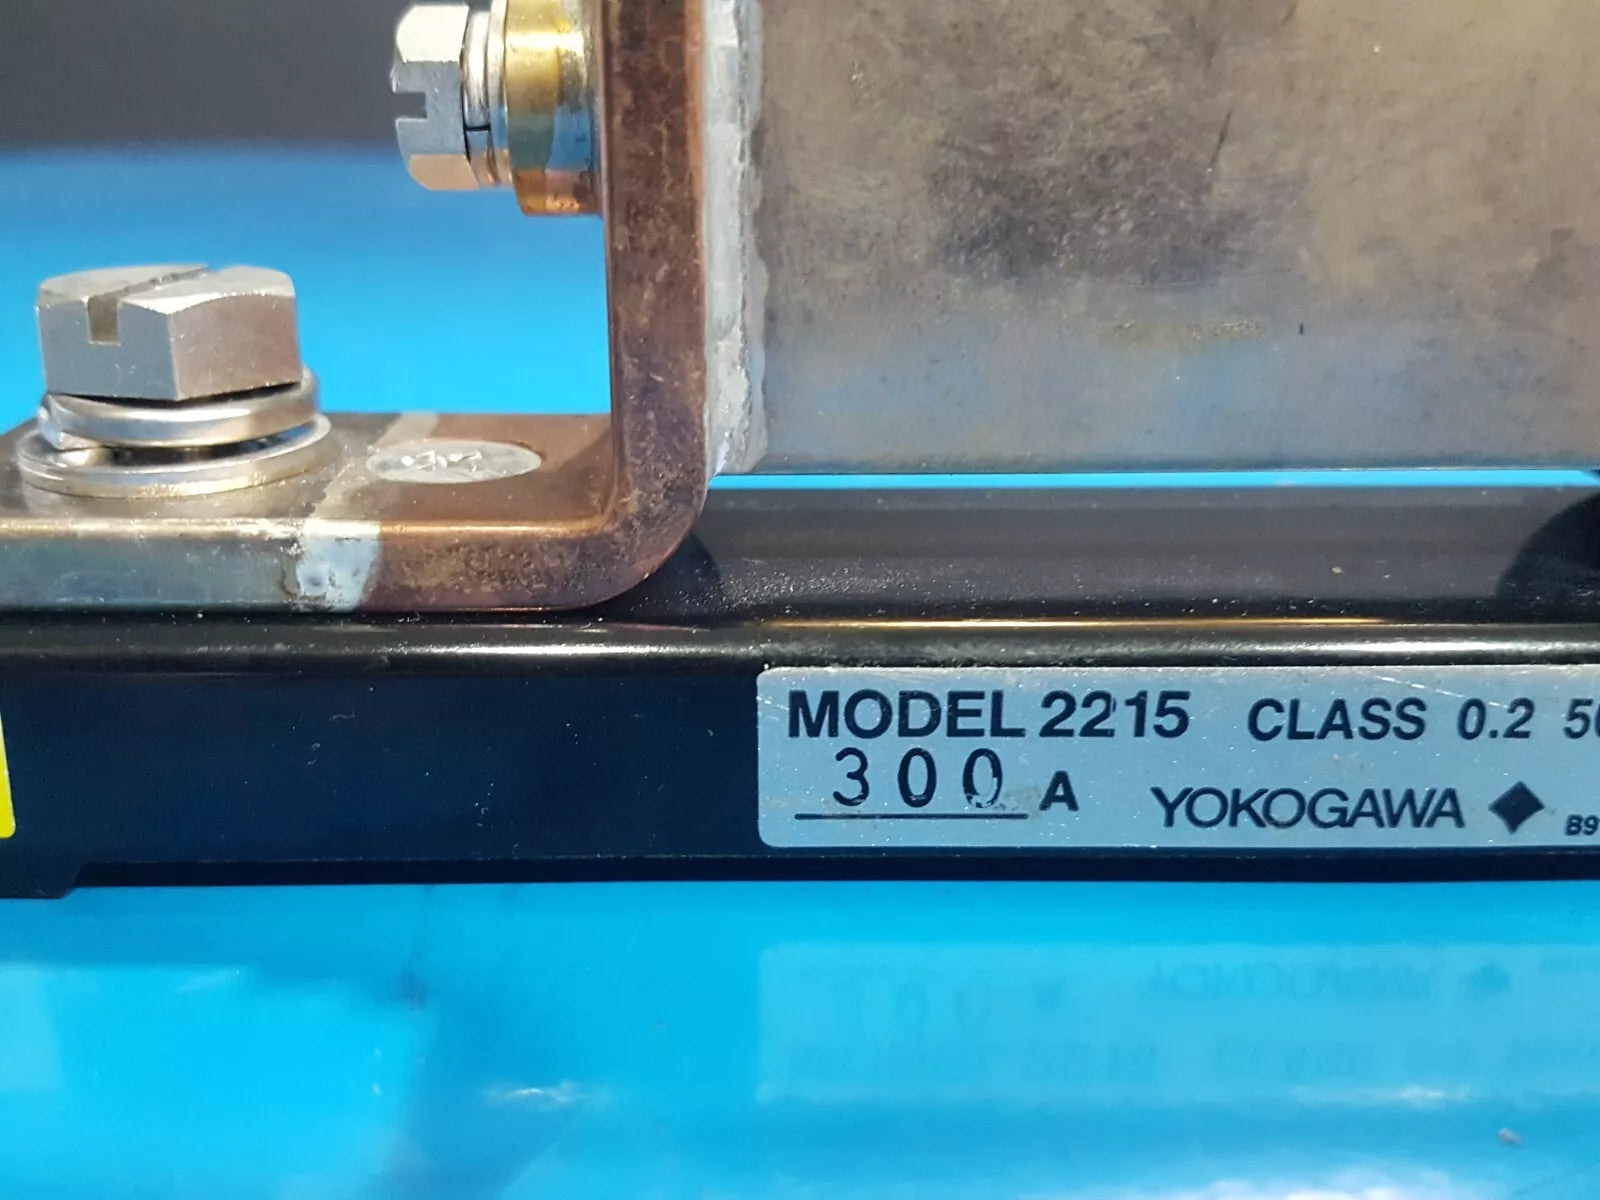 MODEL 2215 CLASS 0.2
300 A YOKOGAWA